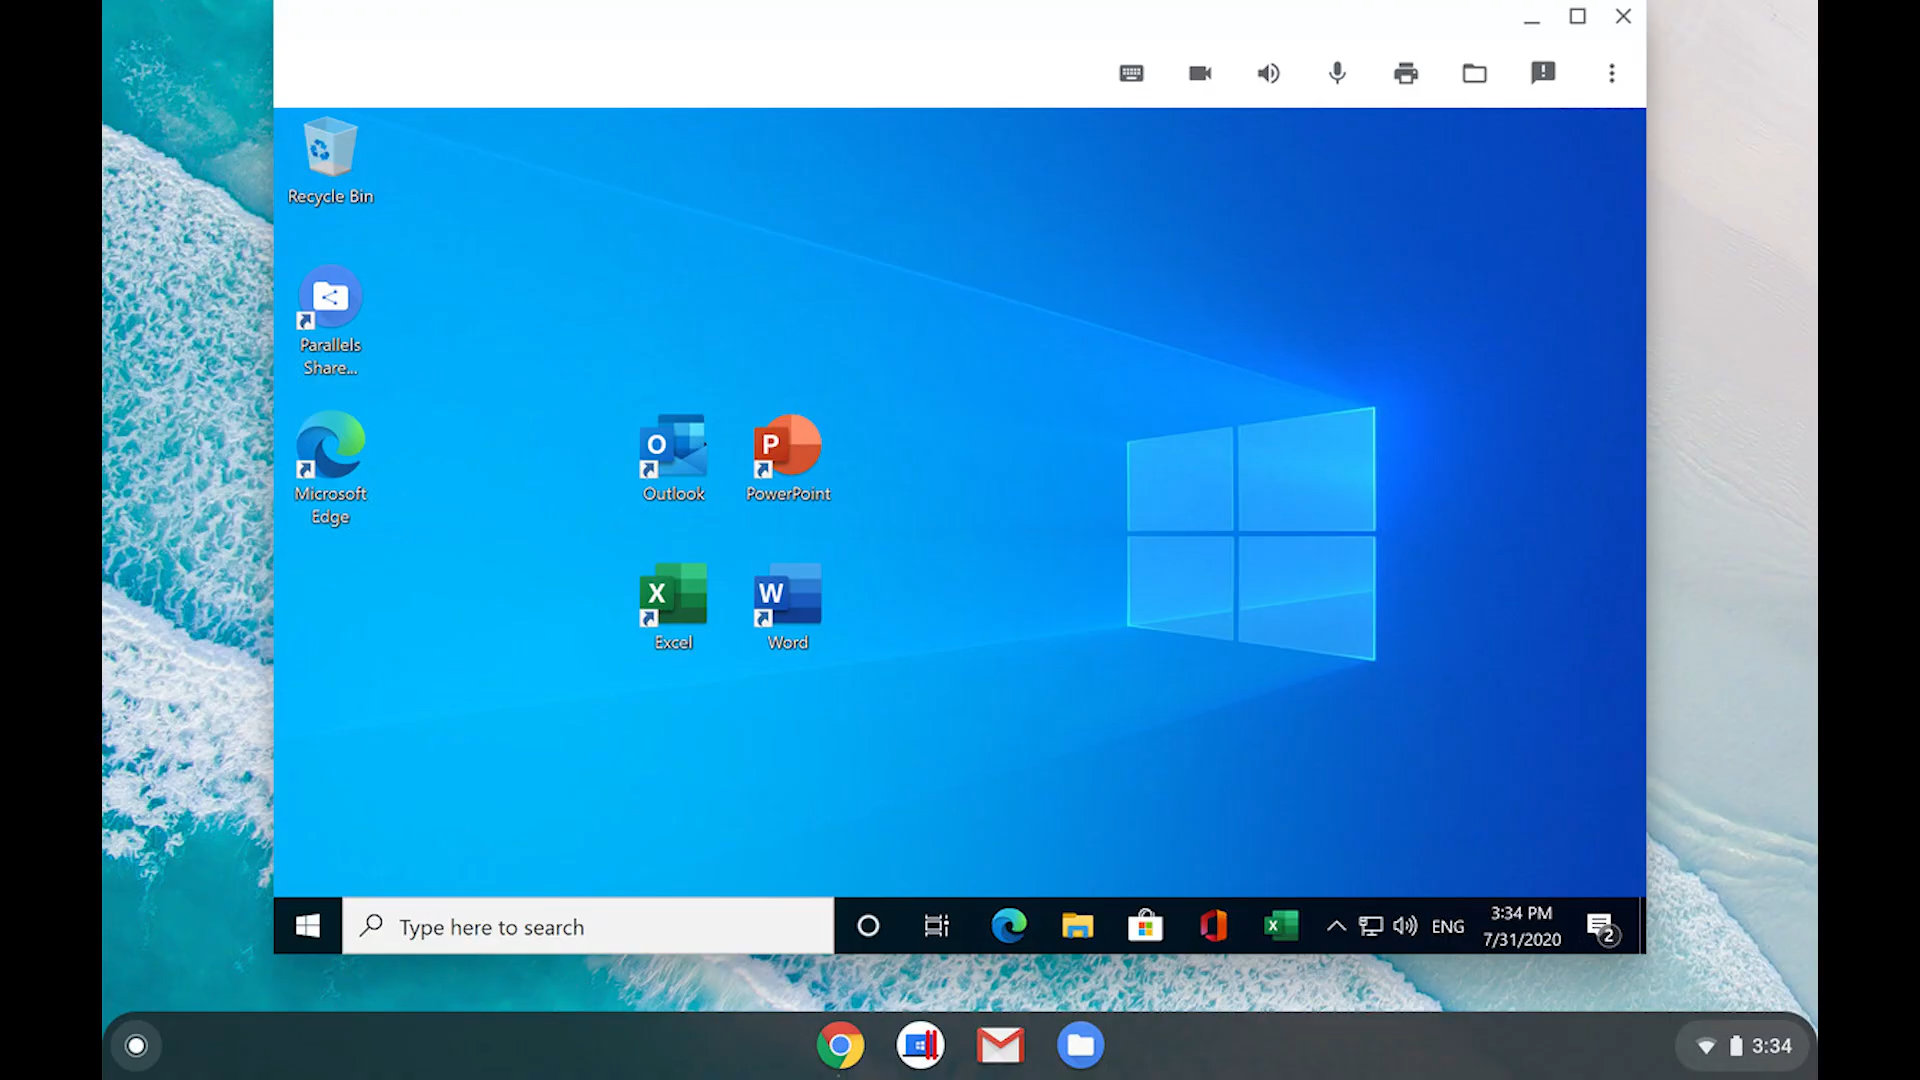 Recycle Bin
Parallels
Share...
Microsoft
Edge
O
Outlook
P
PowerPoint
X
Excel
W
Word
Type here to search
X
ENG
3:34 PM
7/31/2020
2
3:34